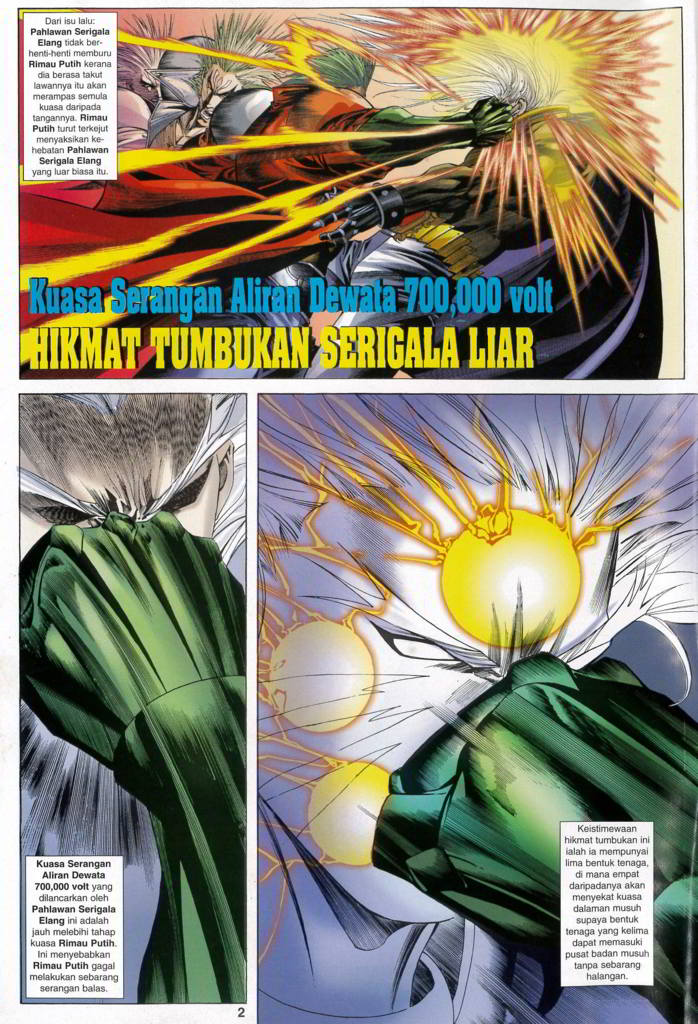 Dari isu lalu:
Pahlawan Serigala
Elang tidak ber-
henti-henti memburu
Rimau Putih kerana
dia berasa takut
lawannya itu akan
merampas semula
kuasa daripada
tangannya. Rimau
Putih turut terkejut
menyaksikan ke-
hebatan Pahlawan
Serigala Elang
yang luar biasa itu.
Kuasa Serangan Aliran Dewata 700,000 volt
HIKMAT TUMBUKAN SERIGALA LIAR
Kuasa Serangan
Aliran Dewata
700,000 volt yang
dilancarkan oleh
Pahlawan Serigala
Elang ini adalah
jauh melebihi tahap
kuasa Rimau Putih.
Ini menyebabkan
Rimau Putih gagal
melakukan sebarang
serangan balas.
Keistimewaan
hikmat tumbukan ini
ialah ia mempunyai
lima bentuk tenaga,
di mana empat
daripadanya akan
menyekat kuasa
dalaman musuh
supaya bentuk
tenaga yang kelima
dapat memasuki
pusat badan musuh
tanpa sebarang
halangan.
2